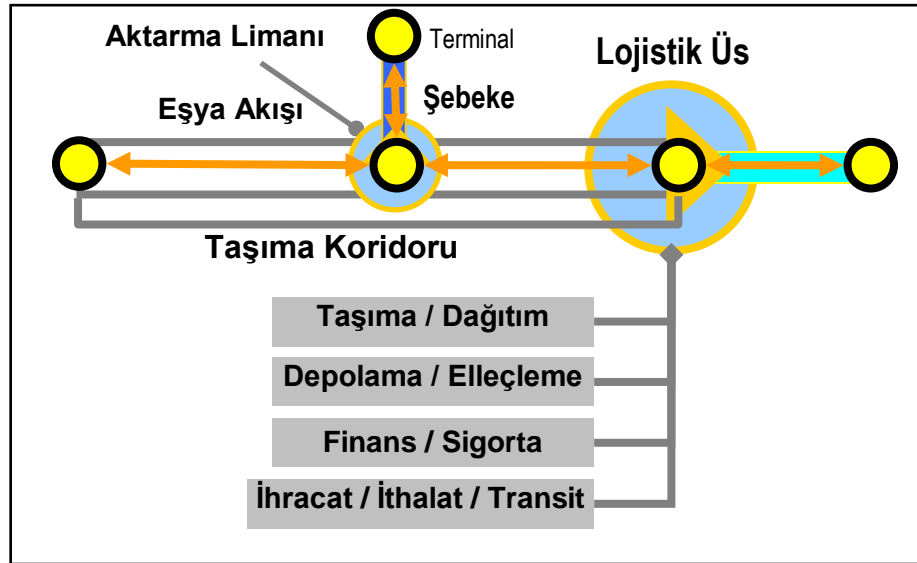 Aktarma Limanı
Terminal
Lojistik Üs
Şebeke
Eşya Akışı
Taşıma Koridoru
Taşıma / Dağıtım
Depolama / Elleçleme
Finans / Sigorta
İhracat / İthalat / Transit